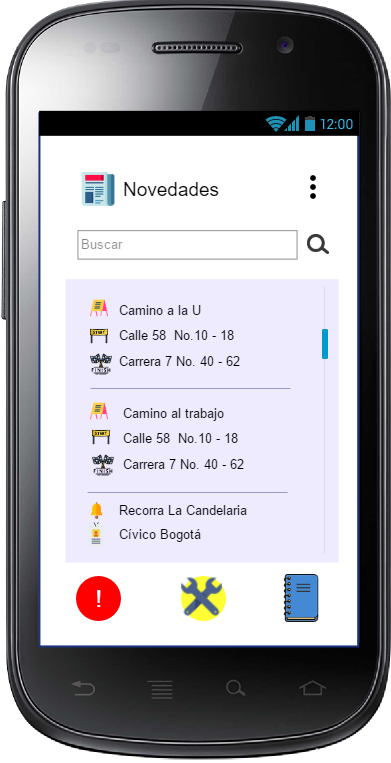 12:00
Novedades
Buscar
Camino a la U
Calle 58 No.10 - 18
START
Carrera 7 No. 40 - 62
FINISH
Camino al trabajo
Calle 58 No.10 - 18
START
Carrera 7 No. 40 - 62
FINISH
Recorra La Candelaria
Cívico Bogotá
!